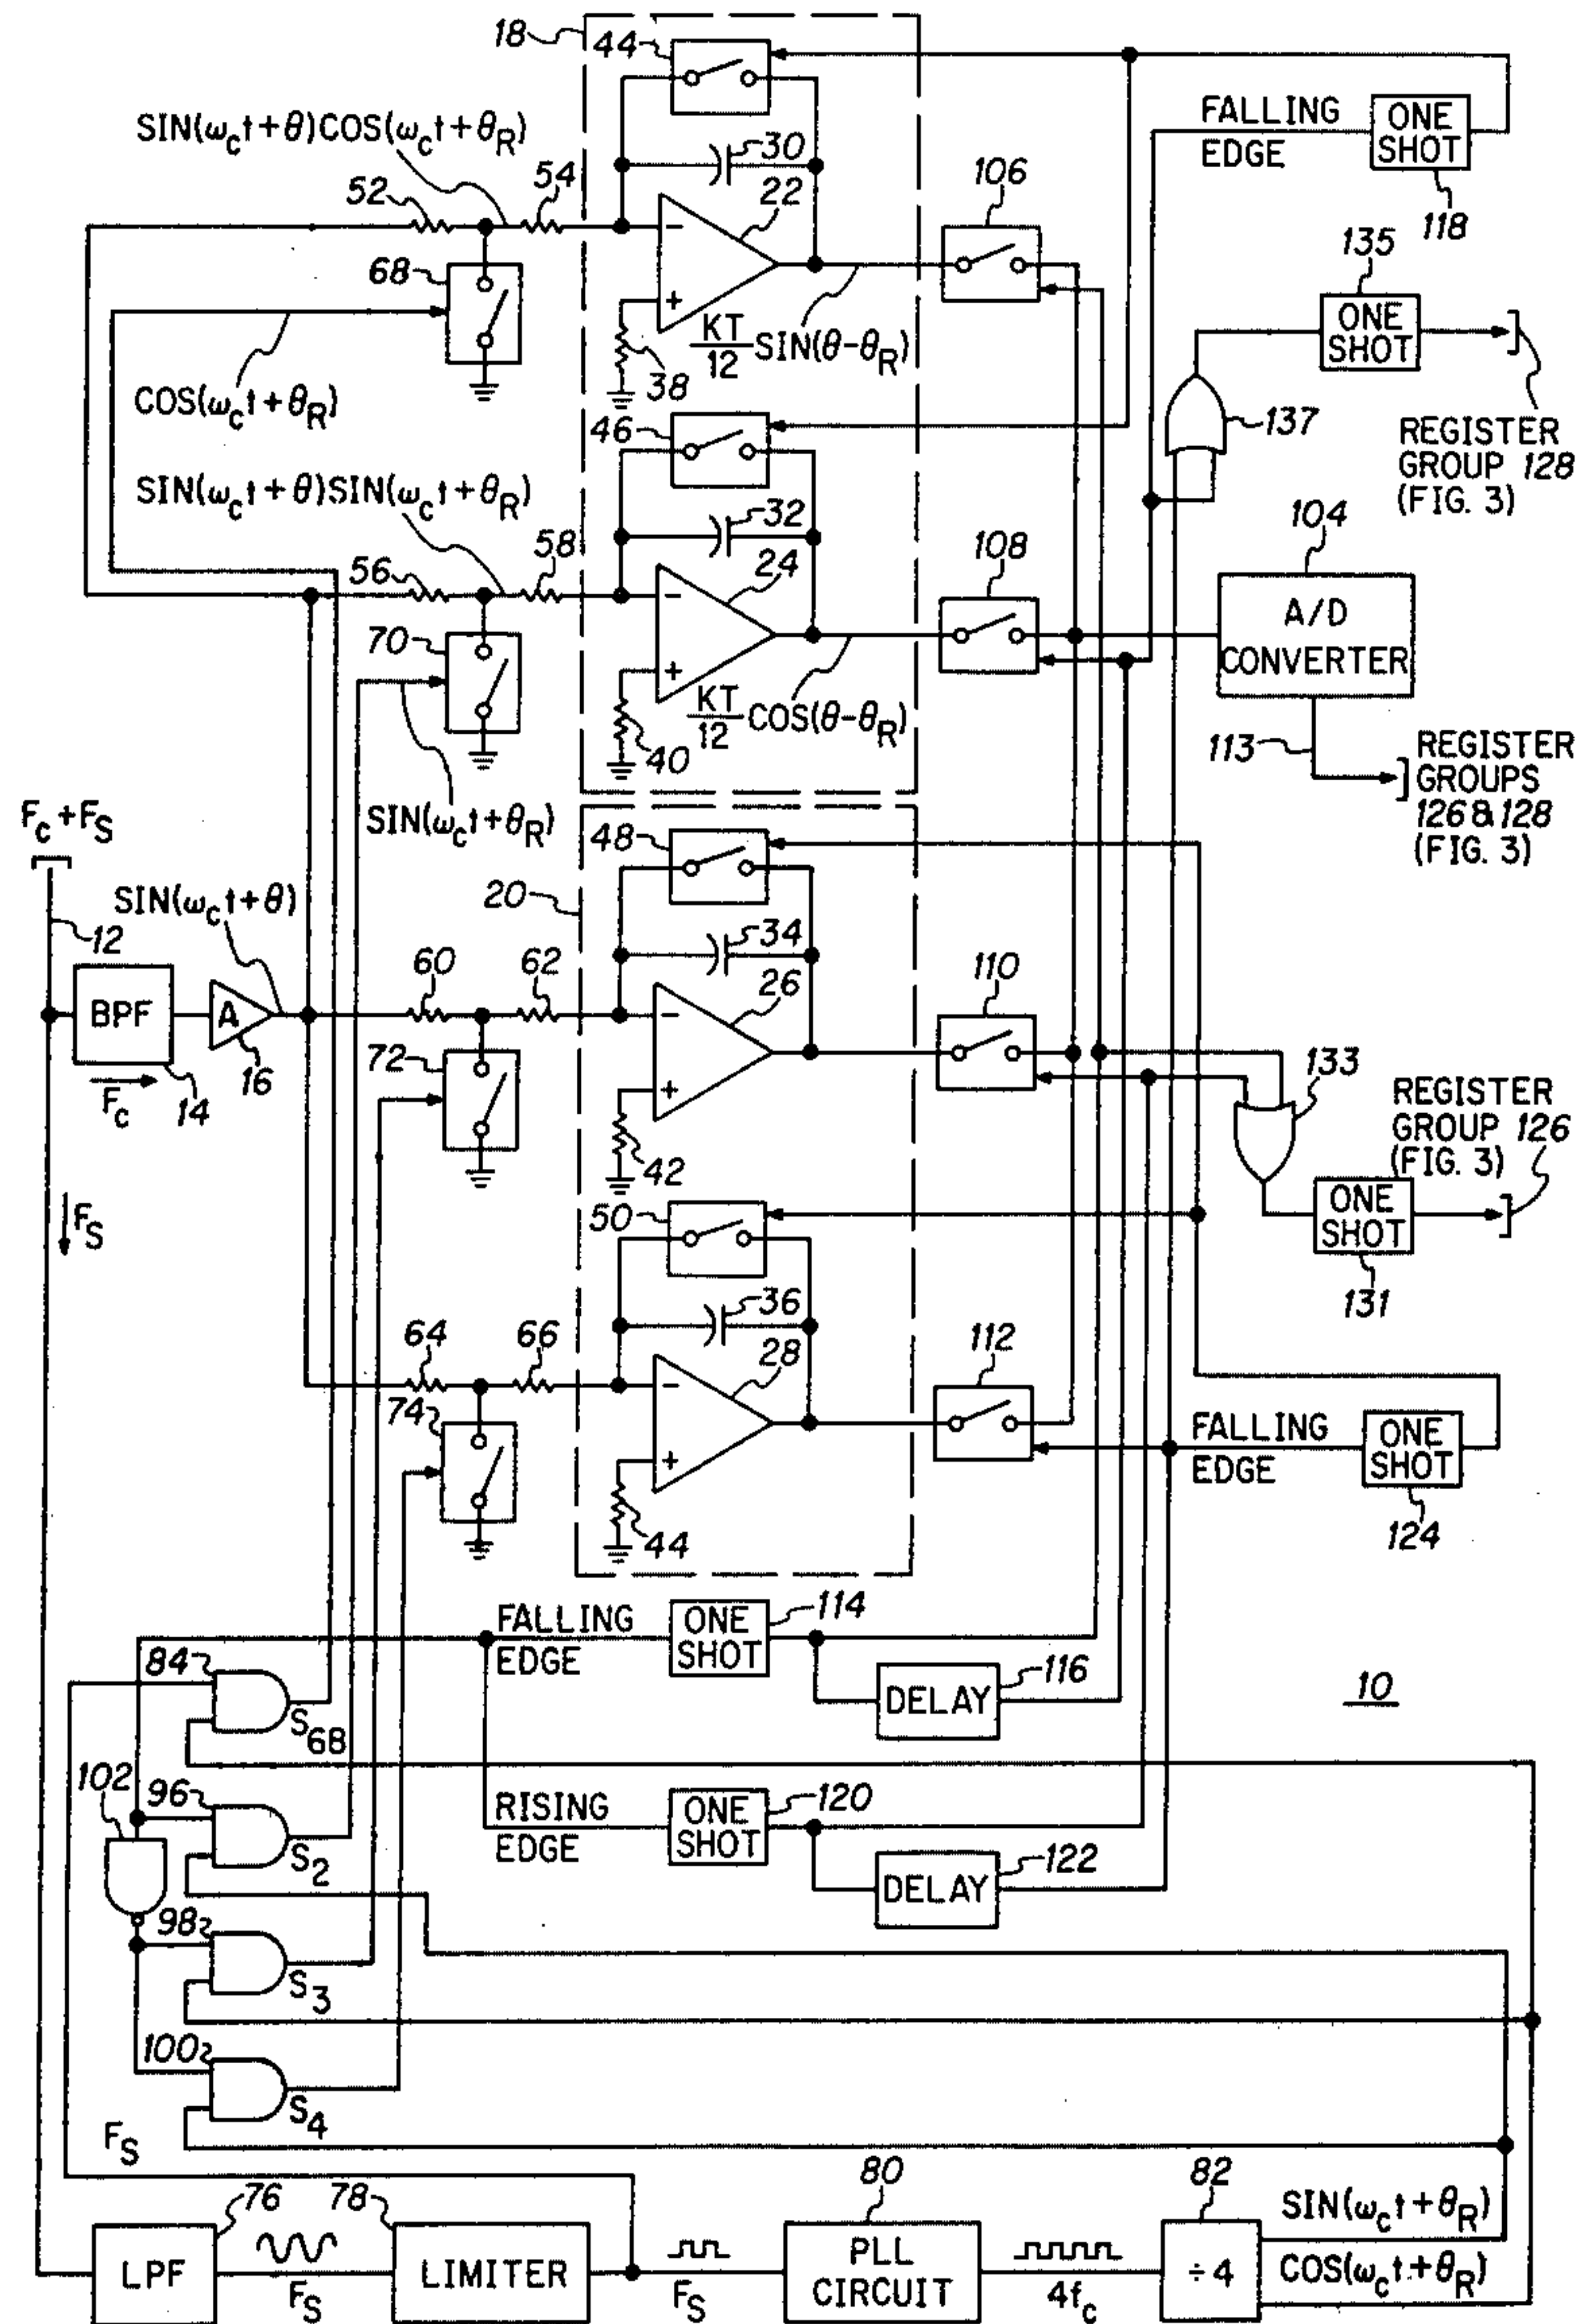 18
44
FALLING
EDGE
ONE
SHOT
118
SIN(ωct+θ)COS(ωct+θR)
30
52
54
22
106
135
68
ONE
SHOT
KT/12 SIN(θ-θR)
38
COS(ωct+θR)
137
REGISTER
GROUP 128
(FIG. 3)
46
SIN(ωct+θ)SIN(ωct+θR)
32
104
56
58
24
108
A/D
CONVERTER
70
KT/12 COS(θ-θR)
40
113
REGISTER
GROUPS
126 & 128
(FIG. 3)
Fc+FS
SIN(ωct+θR)
48
SIN(ωct+θ)
20
12
34
60
62
26
110
BPF
A
Fc
14
16
72
133
REGISTER
GROUP 126
(FIG. 3)
42
FS
50
ONE
SHOT
131
36
64
66
28
112
74
FALLING
EDGE
ONE
SHOT
124
44
FALLING
EDGE
ONE
SHOT
114
84
DELAY
116
10
S68
102
96
RISING
EDGE
ONE
SHOT
120
S2
DELAY
122
98
S3
100
S4
FS
76
78
80
82
SIN(ωct+θR)
LPF
FS
LIMITER
FS
PLL
CIRCUIT
4fc
÷4
COS(ωct+θR)